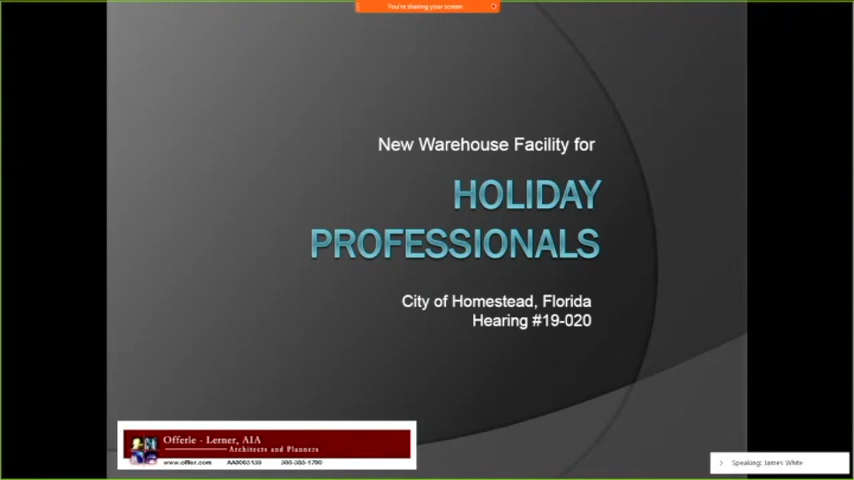 You're sharing your screen
New Warehouse Facility for
HOLIDAY
PROFESSIONALS
City of Homestead, Florida
Hearing #19-020
Offerle - Lerner, AIA
Architects and Planners
www.offler.com AA0003139
Speaking: James White